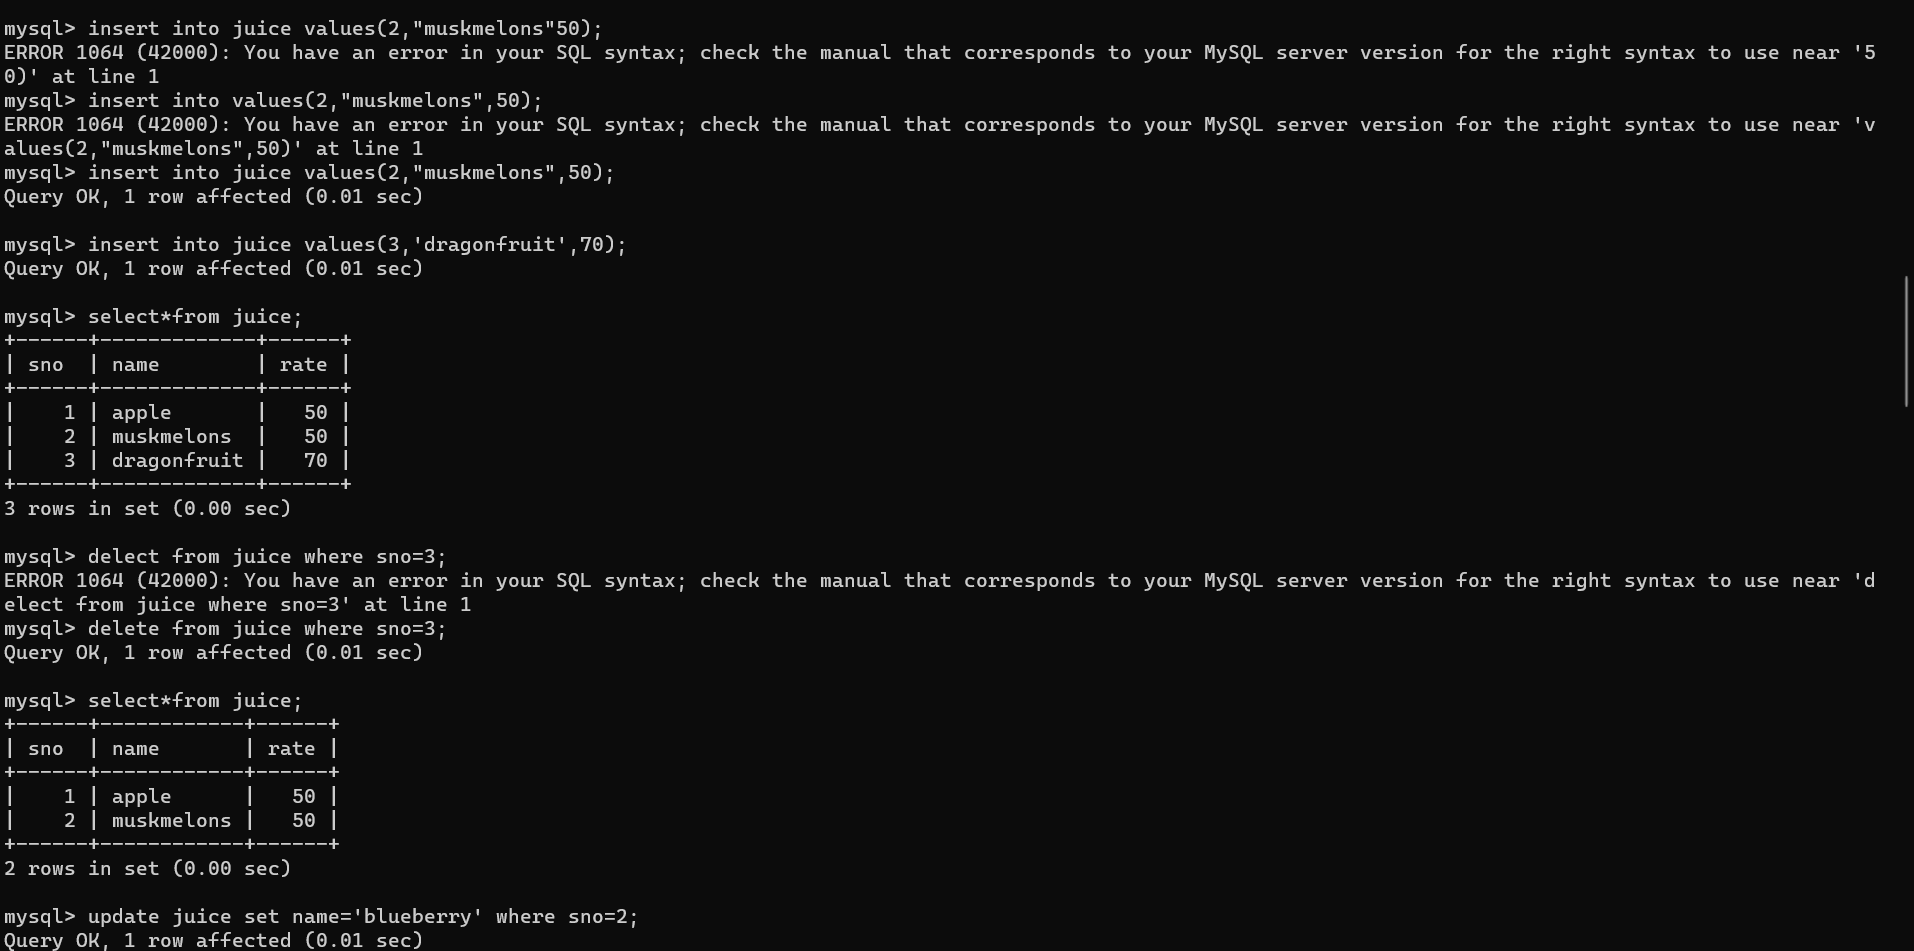 mysql> insert into juice values(2,"muskmelons"50);
ERROR 1064 (42000): You have an error in your SQL syntax; check the manual that corresponds to your MySQL server version for the right syntax to use near '5
0)' at line 1
mysql> insert into values(2,"muskmelons",50);
ERROR 1064 (42000): You have an error in your SQL syntax; check the manual that corresponds to your MySQL server version for the right syntax to use near 'v
alues(2,"muskmelons",50)' at line 1
mysql> insert into juice values(2,"muskmelons",50);
Query OK, 1 row affected (0.01 sec)

mysql> insert into juice values(3,'dragonfruit',70);
Query OK, 1 row affected (0.01 sec)

mysql> select*from juice;
+------+-------------+------+
| sno  | name        | rate |
+------+-------------+------+
|    1 | apple       |   50 |
|    2 | muskmelons  |   50 |
|    3 | dragonfruit |   70 |
+------+-------------+------+
3 rows in set (0.00 sec)

mysql> delect from juice where sno=3;
ERROR 1064 (42000): You have an error in your SQL syntax; check the manual that corresponds to your MySQL server version for the right syntax to use near 'd
elect from juice where sno=3' at line 1
mysql> delete from juice where sno=3;
Query OK, 1 row affected (0.01 sec)

mysql> select*from juice;
+------+------------+------+
| sno  | name       | rate |
+------+------------+------+
|    1 | apple      |   50 |
|    2 | muskmelons |   50 |
+------+------------+------+
2 rows in set (0.00 sec)

mysql> update juice set name='blueberry' where sno=2;
Query OK, 1 row affected (0.01 sec)